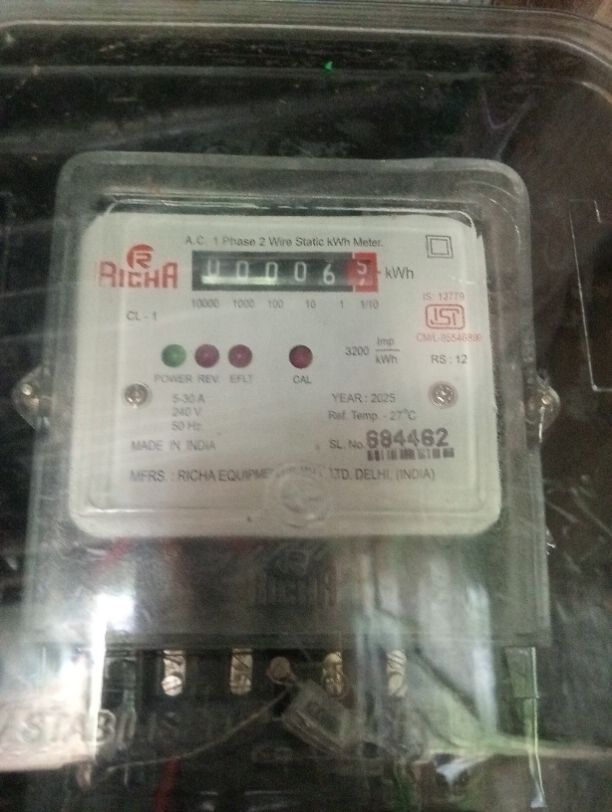 A.C. 1 Phase 2 Wire Static kWh Meter.
RICHA
00006 kWh
10000 1000 100 10 1 1/10
IS: 13779
CL - 1
ISI
3200 Imp/kWh
RS : 12
POWER REV. EFLT CAL
5-30 A
240 V
50 Hz.
YEAR : 2025
Ref. Temp. - 27°C
MADE IN INDIA
SL. No. 684462
MFRS. : RICHA LTD. DELHI, (INDIA)
RICHA